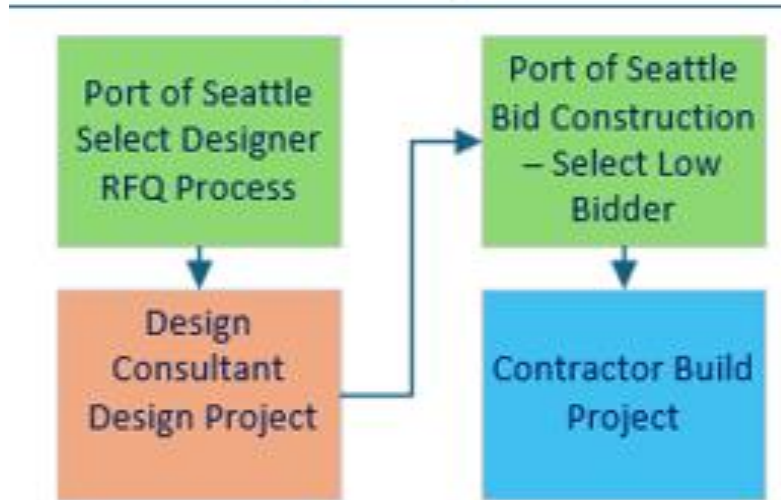 Port of Seattle
Select Designer
RFQ Process
Design
Consultant
Design Project
Port of Seattle
Bid Construction
– Select Low
Bidder
Contractor Build
Project